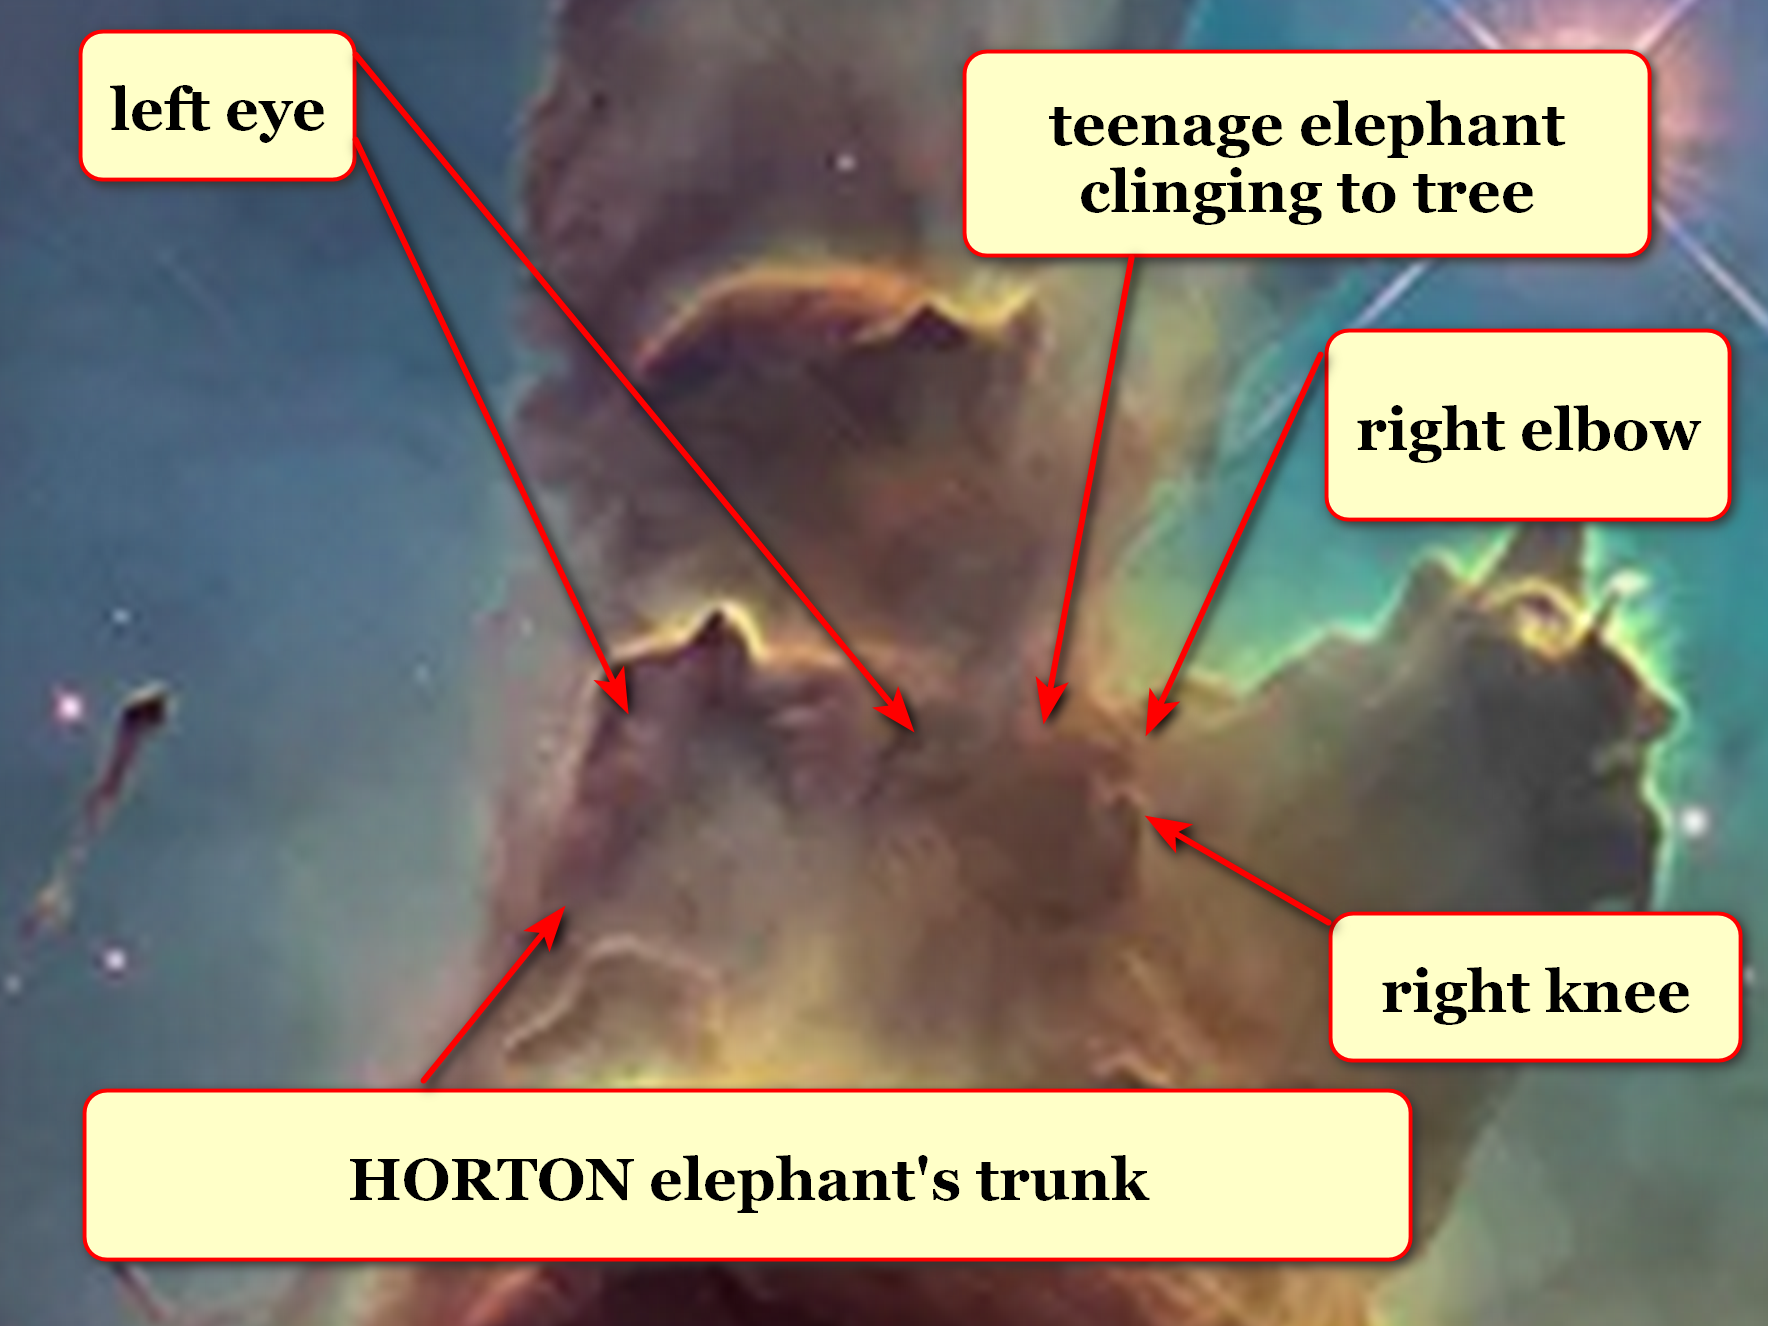 left eye
teenage elephant
clinging to tree
right elbow
right knee
HORTON elephant's trunk